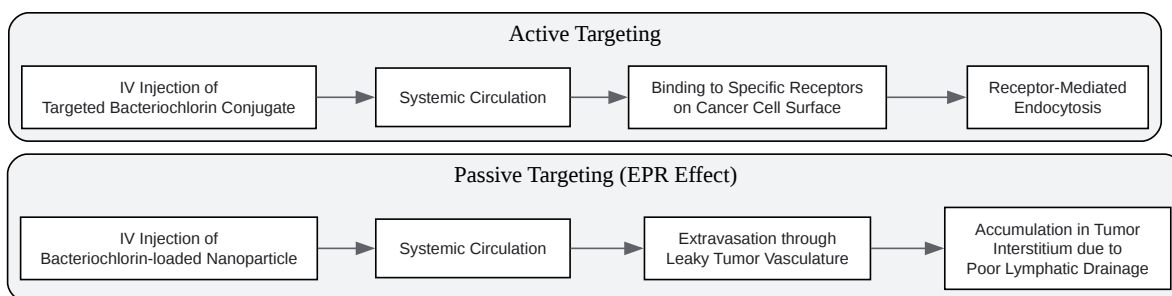 Active Targeting
IV Injection of
Targeted Bacteriochlorin Conjugate
Systemic Circulation
Binding to Specific Receptors
on Cancer Cell Surface
Receptor-Mediated
Endocytosis
Passive Targeting (EPR Effect)
IV Injection of
Bacteriochlorin-loaded Nanoparticle
Systemic Circulation
Extravasation through
Leaky Tumor Vasculature
Accumulation in Tumor
Interstitium due to
Poor Lymphatic Drainage